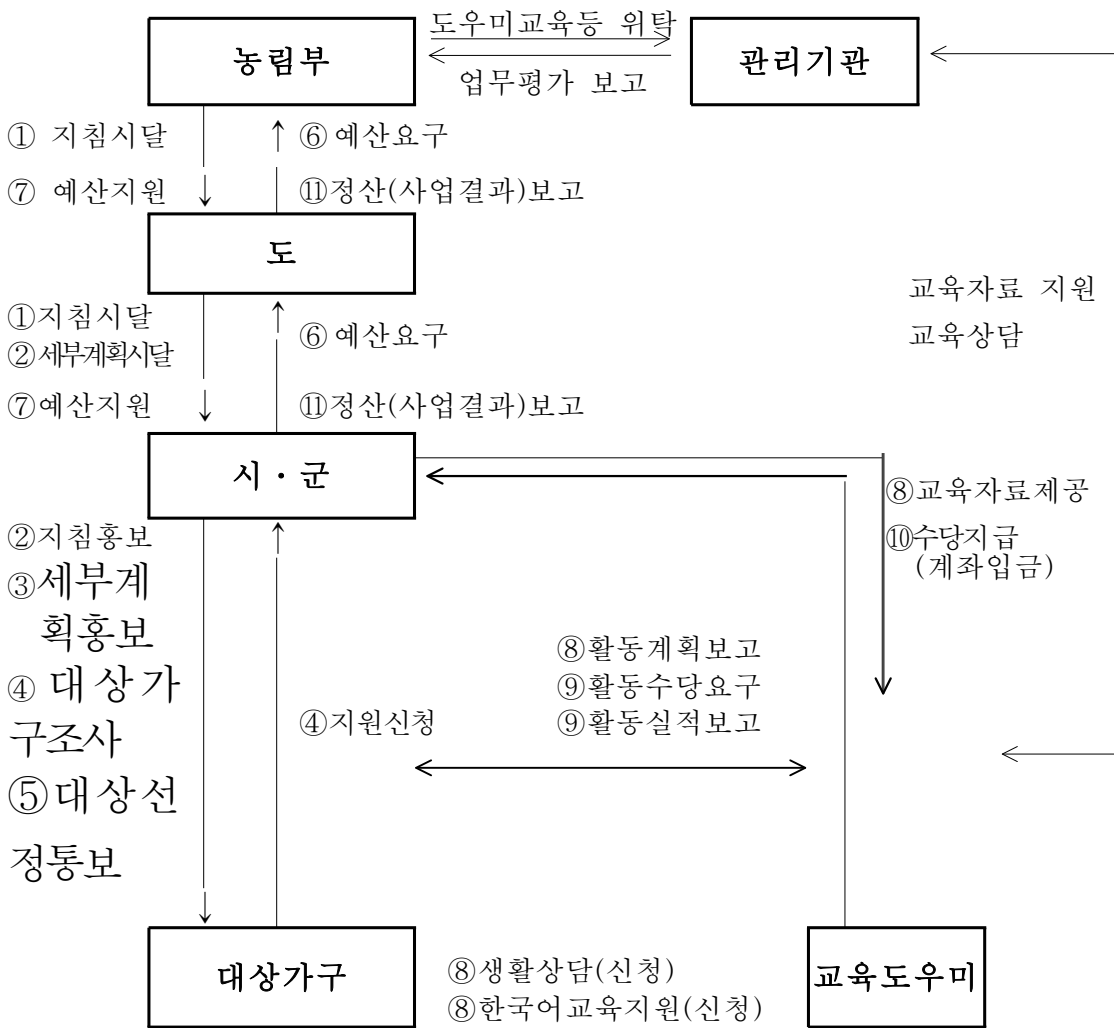 도우미교육등 위탁
농림부
관리기관
업무평가 보고
① 지침시달
⑥예산요구
⑦ 예산지원
⑪정산(사업결과)보고
도
교육자료 지원
①지침시달
⑥예산요구
교육상담
②세부계획시달
⑦예산지원
⑪정산(사업결과)보고
시·군
⑧교육자료제공
②지침홍보
⑩수당지급
(계좌입금)
③세부계
획홍보
⑧활동계획보고
④ 대상가
⑨활동수당요구
④지원신청
⑨활동실적보고
구조사
⑤대상선
정통보
대상가구
⑧생활상담(신청)
교육도우미
⑧한국어교육지원(신청)